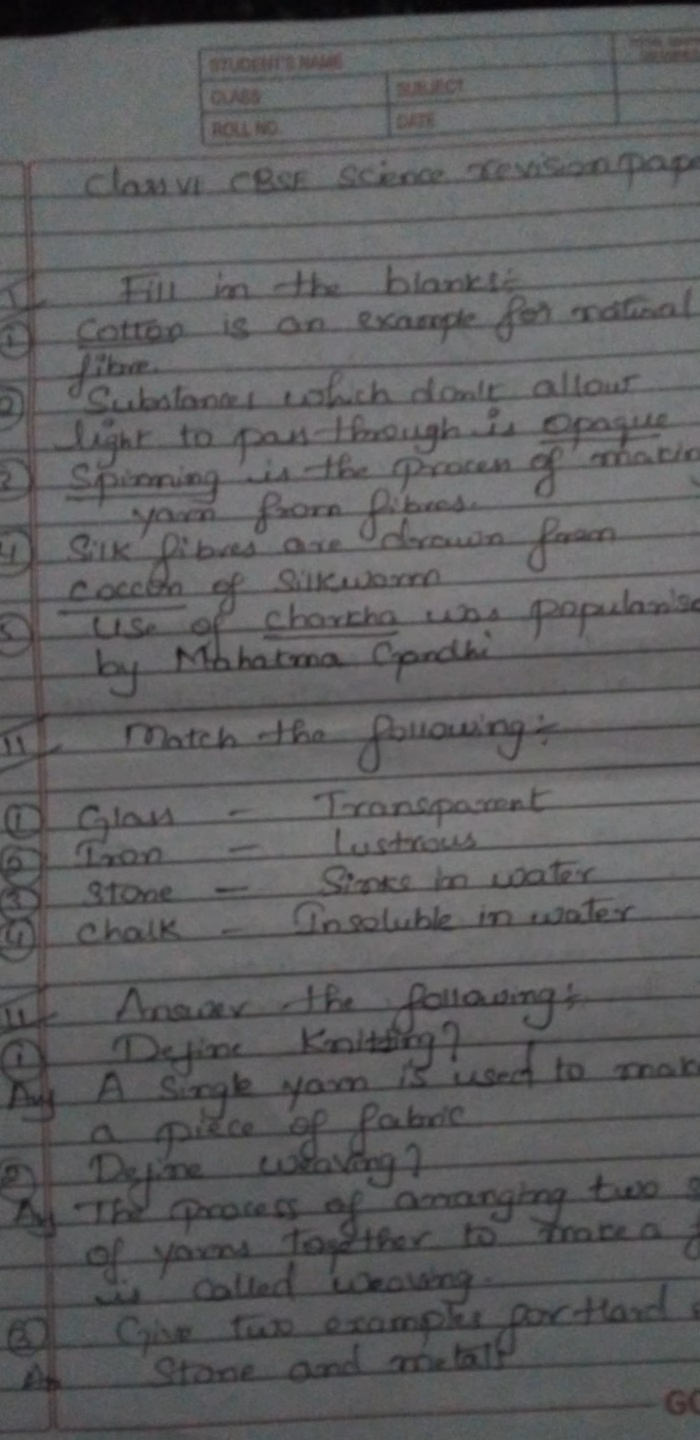 STUDENT'S NAME
CLASS
SUBJECT
ROLL NO.
DATE
Class VI CBSE Science revision pap
I Fill in the blanks:-
① Cotton is an example for natural
fibre.
② Substances which don't allow
light to pass through is Opaque
3 Spinning is the process of makin
yarn from fibres.
④ Silk fibres are drawn from
coccon of silkworm
⑤ Use of charkha was popularise
by Mahatma Gandhi
II Match the following:-
① Glass - Transparent
② Iron - lustrous
③ Stone - Sinks in water
④ chalk - Insoluble in water
II Answer the following:-
① Define Knitting?
Ans A Single yarn is used to mak
a piece of fabric
② Define weaving?
Ans The process of arranging two s
of yarns together to make a f
is called weaving.
③ Give two examples for Hard
An Stone and metal
GO